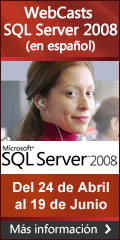 WebCasts
SQL Server 2008
(en español)
Microsoft®
SQL Server® 2008
Del 24 de Abril
al 19 de Junio
Más información